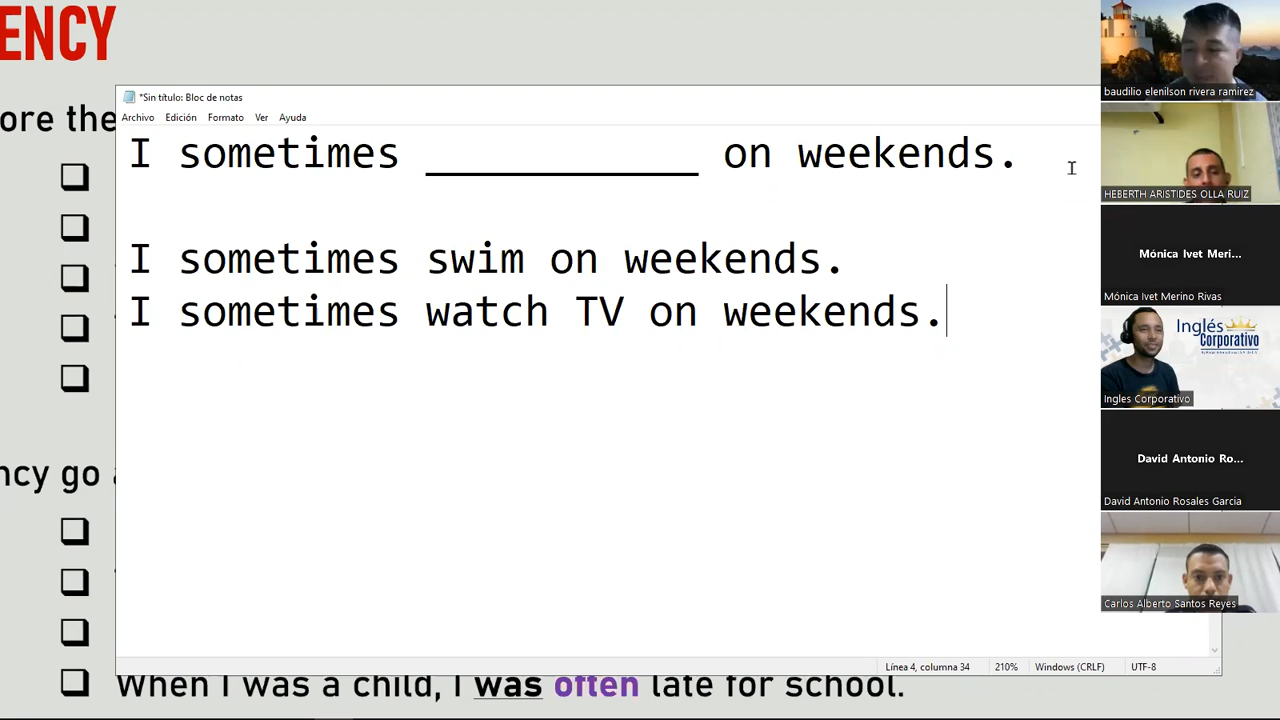 ENCY
ore the
*Sin título: Bloc de notas
Archivo Edición Formato Ver Ayuda
I sometimes ___________ on weekends.
I sometimes swim on weekends.
I sometimes watch TV on weekends.
ncy go
Línea 4, columna 34 210% Windows (CRLF) UTF-8
When I was a child, I was often late for school.
baudilio elenilson rivera ramirez
HEBERTH ARISTIDES OLLA RUIZ
Mónica Ivet Meri...
Mónica Ivet Merino Rivas
Inglés
Corporativo
Ingles Corporativo
David Antonio Ro...
David Antonio Rosales Garcia
Carlos Alberto Santos Reyes